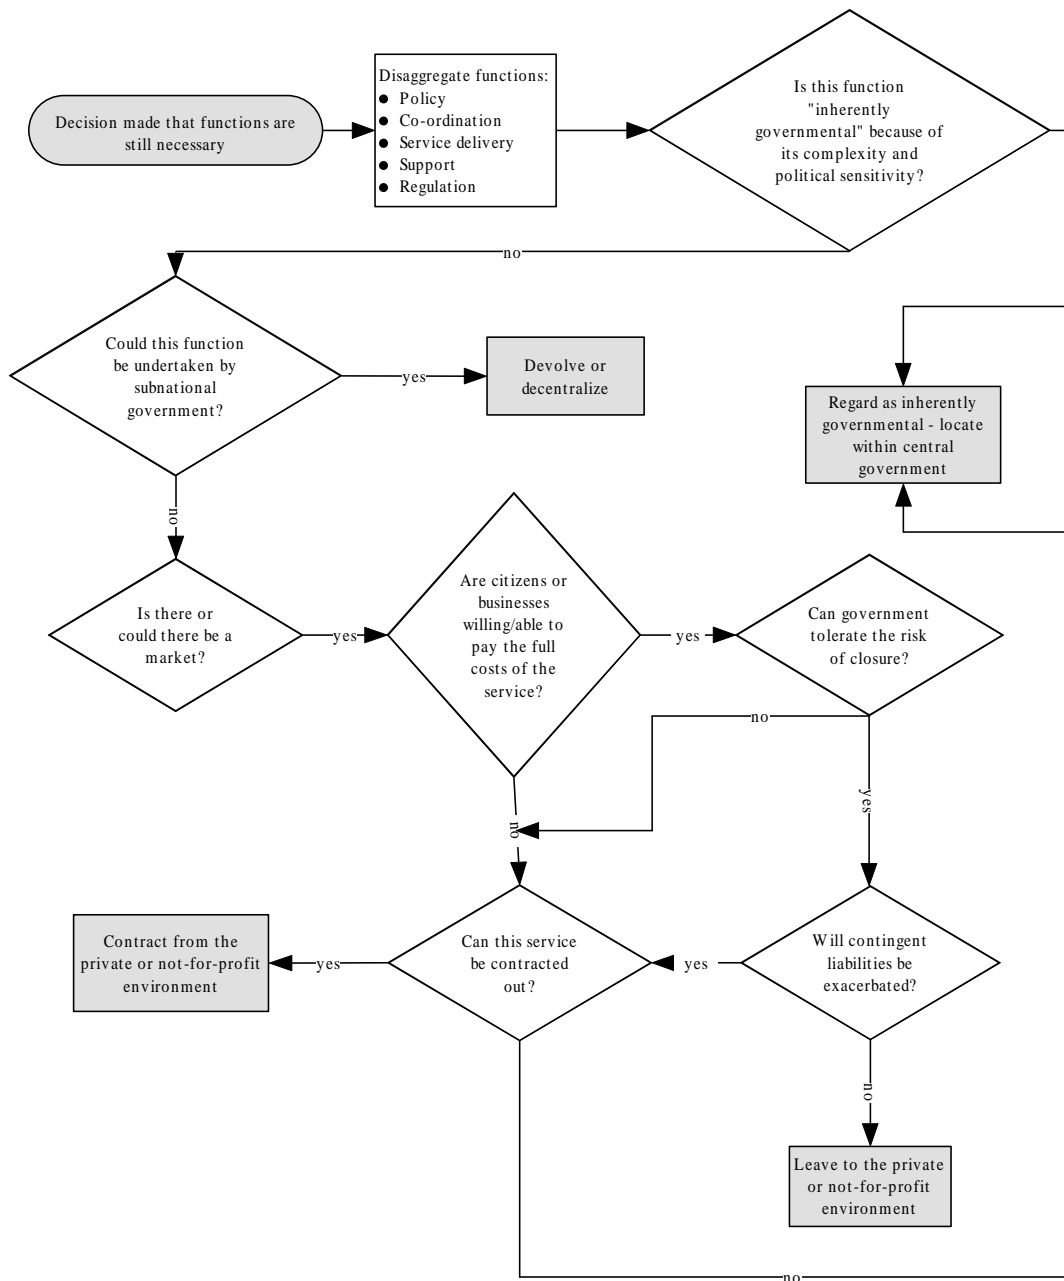 Decision made that functions are
still necessary
Disaggregate functions:
● Policy
● Co-ordination
● Service delivery
● Support
● Regulation
Is this function
"inherently
governmental" because of
its complexity and
political sensitivity?
no
Could this function
be undertaken by
subnational
government?
yes
Devolve or
decentralize
Regard as inherently
governmental - locate
within central
government
no
Is there or
could there be a
market?
yes
Are citizens or
businesses
willing/able to
pay the full
costs of the
service?
yes
Can government
tolerate the risk
of closure?
no
yes
no
Contract from the
private or not-for-profit
environment
yes
Can this service
be contracted
out?
yes
Will contingent
liabilities be
exacerbated?
no
Leave to the private
or not-for-profit
environment
no